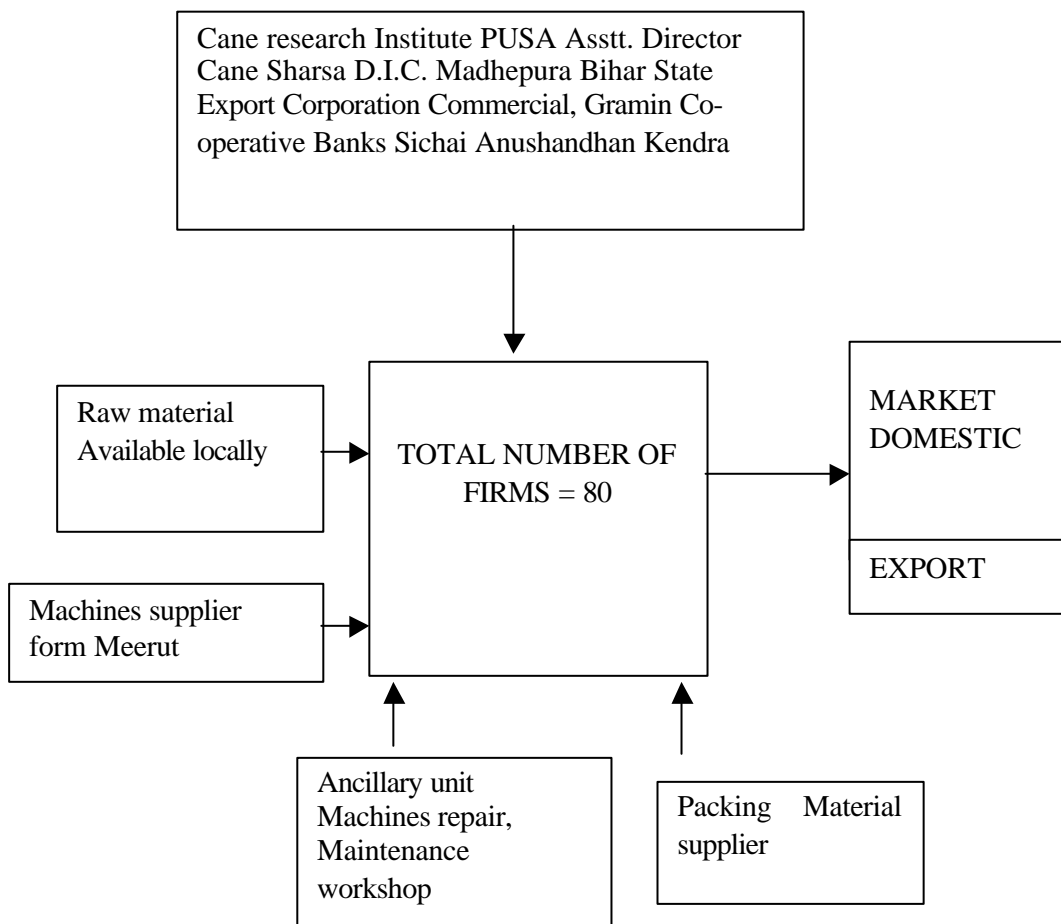 Cane research Institute PUSA Asstt. Director
Cane Sharsa D.I.C. Madhepura Bihar State
Export Corporation Commercial, Gramin Co-
operative Banks Sichai Anushandhan Kendra
Raw material
Available locally
TOTAL NUMBER OF
FIRMS = 80
MARKET
DOMESTIC
EXPORT
Machines supplier
form Meerut
Ancillary unit
Machines repair,
Maintenance
workshop
Packing Material
supplier